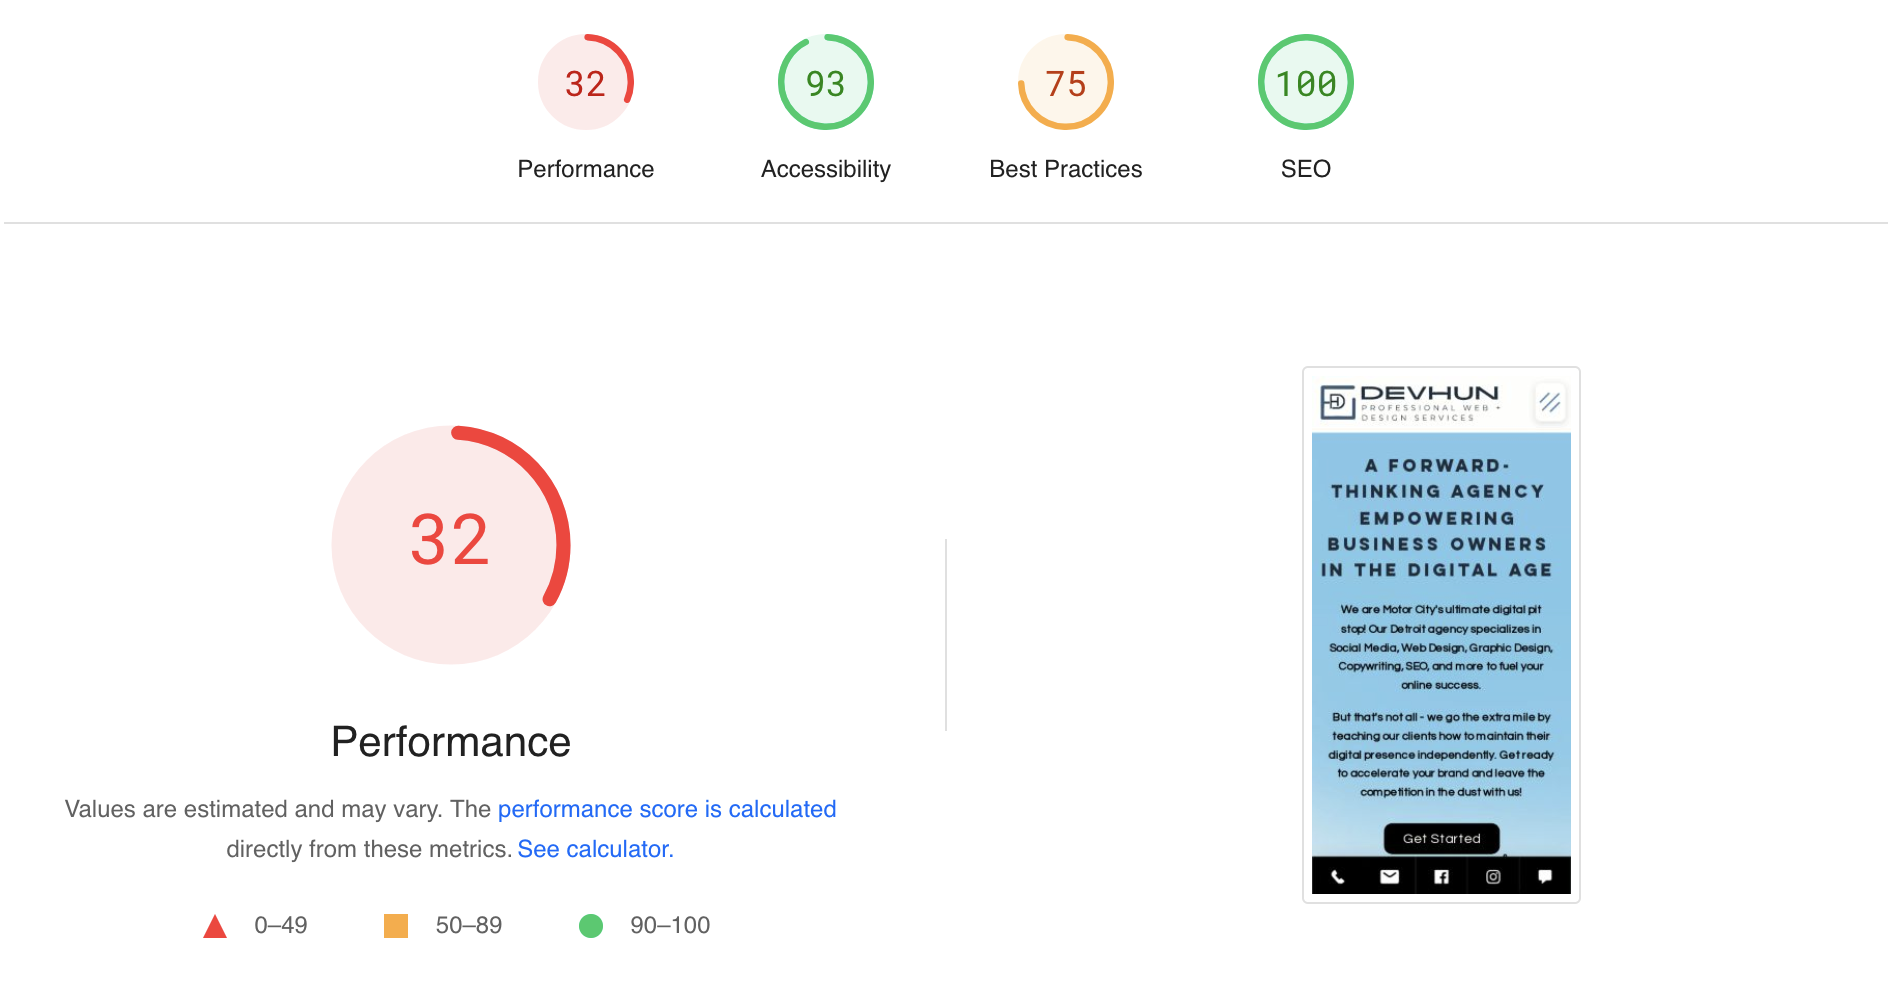 32
93
75
100
Performance
Accessibility
Best Practices
SEO
32
Performance
Values are estimated and may vary. The performance score is calculated
directly from these metrics. See calculator.
0–49
50–89
90–100
DEVHUN
PROFESSIONAL WEB •
DESIGN SERVICES
A FORWARD-
THINKING AGENCY
EMPOWERING
BUSINESS OWNERS
IN THE DIGITAL AGE
We are Motor City's ultimate digital pit
stop! Our Detroit agency specializes in
Social Media, Web Design, Graphic Design,
Copywriting, SEO, and more to fuel your
online success.
But that's not all - we go the extra mile by
teaching our clients how to maintain their
digital presence independently. Get ready
to accelerate your brand and leave the
competition in the dust with us!
Get Started